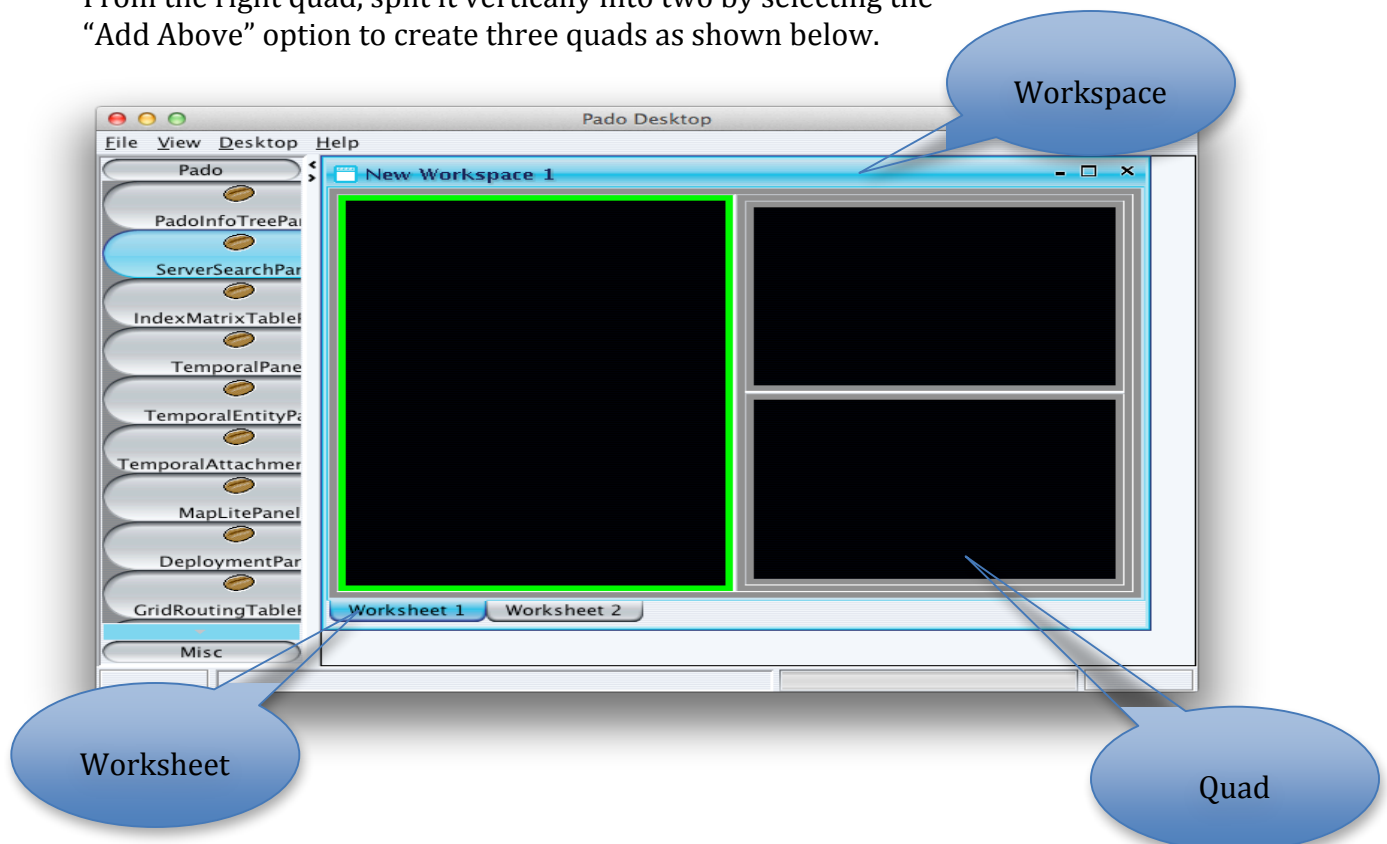 From the right quad, split it vertically into two by selecting the
“Add Above” option to create three quads as shown below.
Workspace
Pado Desktop
File View Desktop Help
Pado
New Workspace 1
PadoInfoTreePa
ServerSearchPar
IndexMatrixTable
TemporalPane
TemporalEntityPa
TemporalAttachmer
MapLitePanel
DeploymentPar
GridRoutingTable
Worksheet 1 Worksheet 2
Misc
Worksheet
Quad